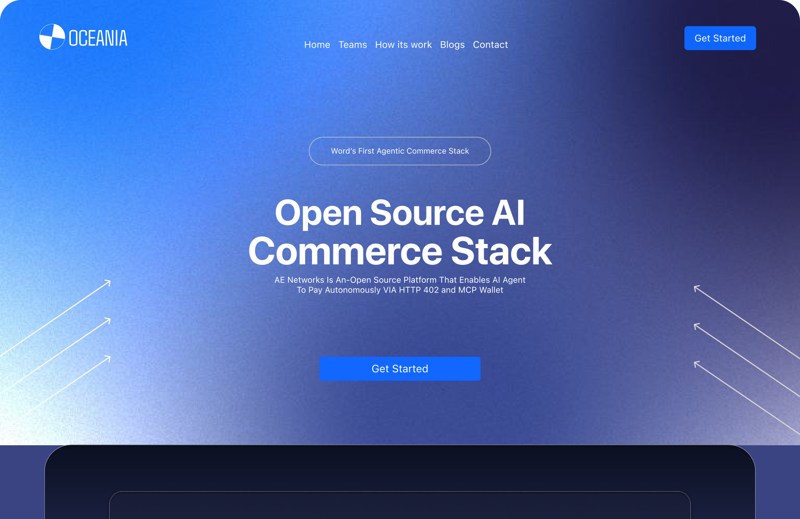 OCEANIA
Home Teams How its work Blogs Contact
Get Started
Word's First Agentic Commerce Stack
Open Source AI
Commerce Stack
AE Networks Is An-Open Source Platform That Enables AI Agent
To Pay Autonomously VIA HTTP 402 and MCP Wallet
Get Started